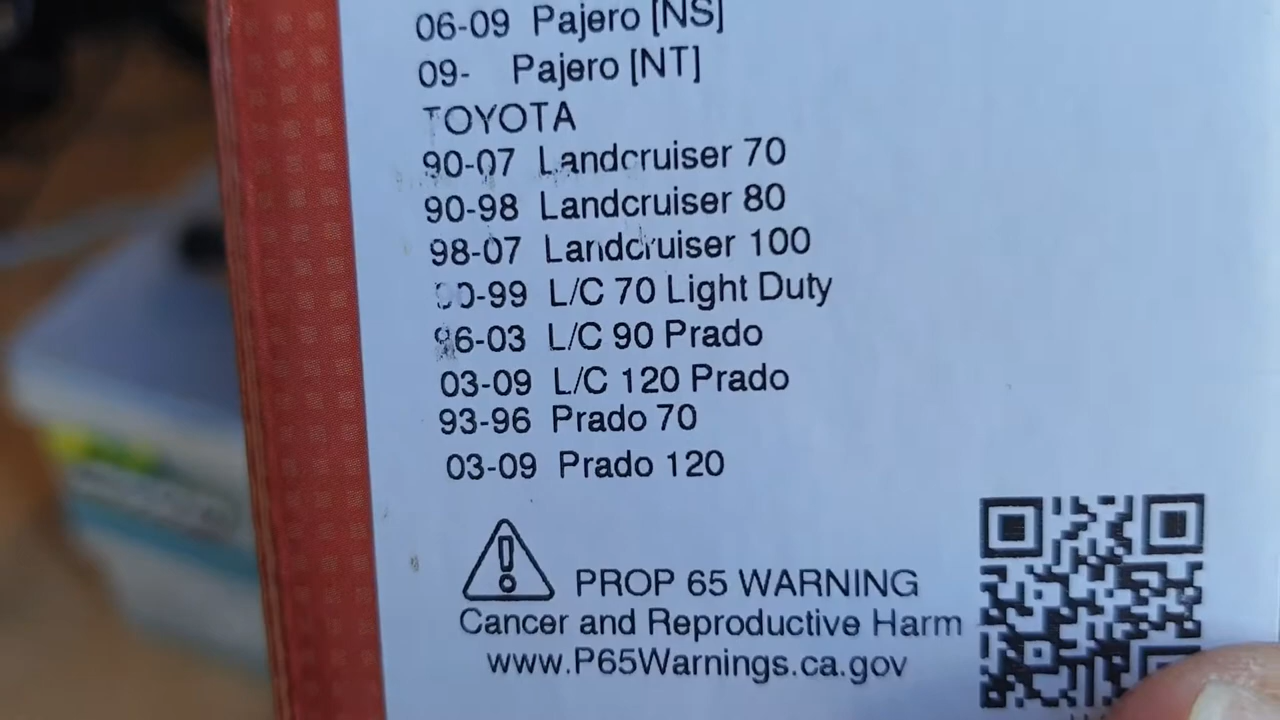 06-09 Pajero [NS]
09- Pajero [NT]
TOYOTA
90-07 Landcruiser 70
90-98 Landcruiser 80
98-07 Landcruiser 100
90-99 L/C 70 Light Duty
96-03 L/C 90 Prado
03-09 L/C 120 Prado
93-96 Prado 70
03-09 Prado 120
PROP 65 WARNING
Cancer and Reproductive Harm
www.P65Warnings.ca.gov